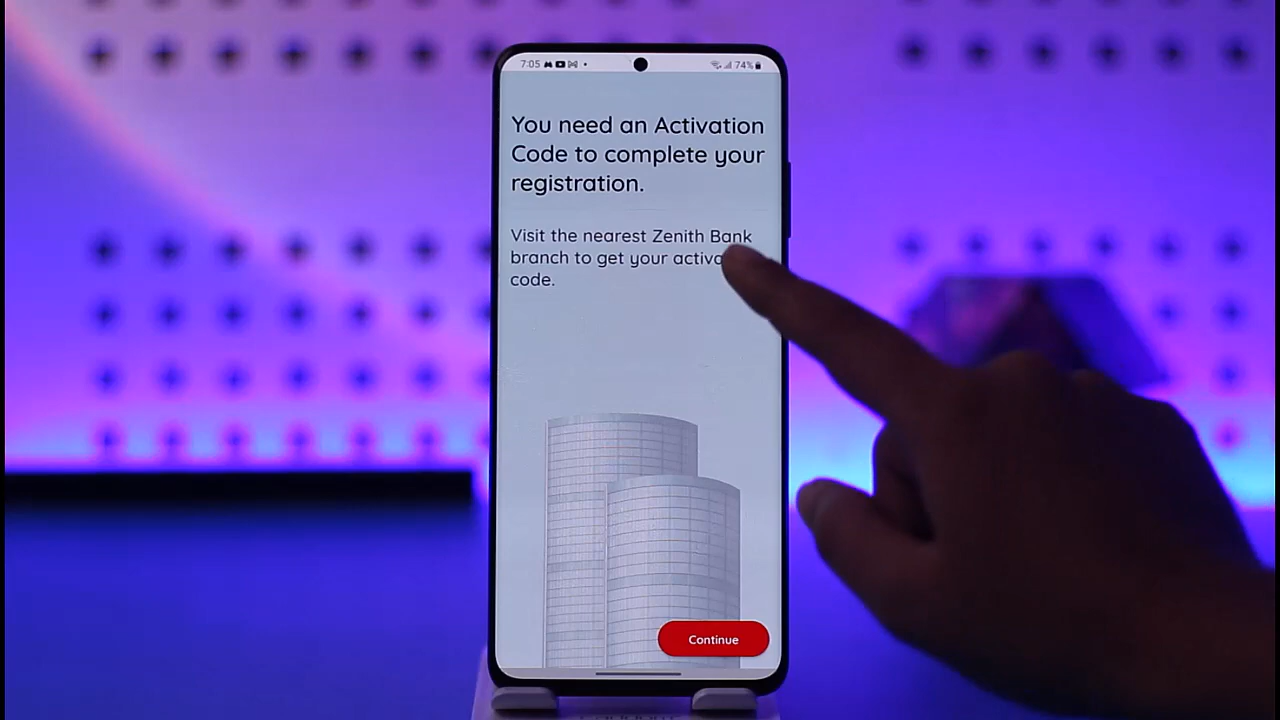 7:05
74%
You need an Activation
Code to complete your
registration.
Visit the nearest Zenith Bank
branch to get your activa
code.
Continue